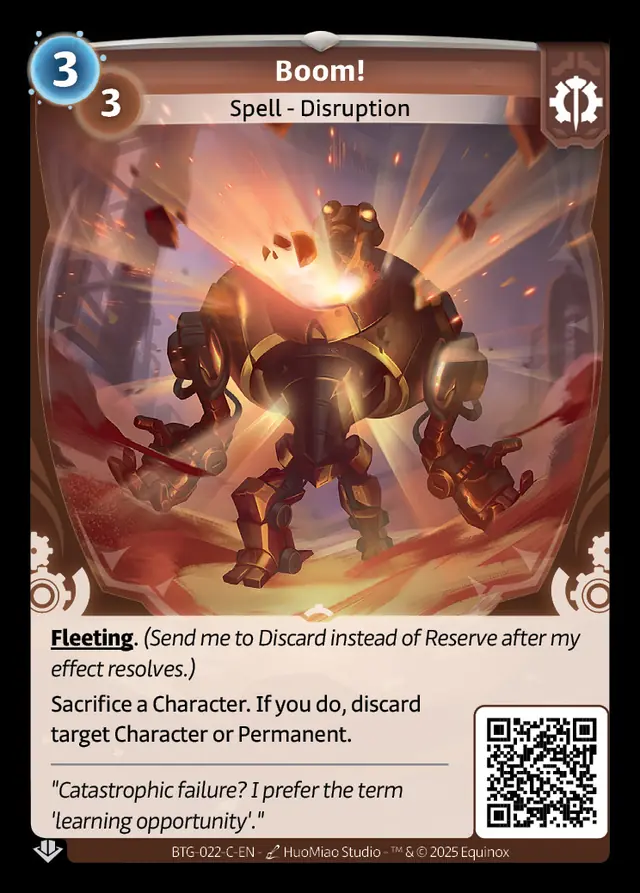 3
3
Boom!
Spell - Disruption
Fleeting. (Send me to Discard instead of Reserve after my
effect resolves.)
Sacrifice a Character. If you do, discard
target Character or Permanent.
"Catastrophic failure? I prefer the term
'learning opportunity'."
BTG-022-C-EN - HuoMiao Studio - ™ & © 2025 Equinox